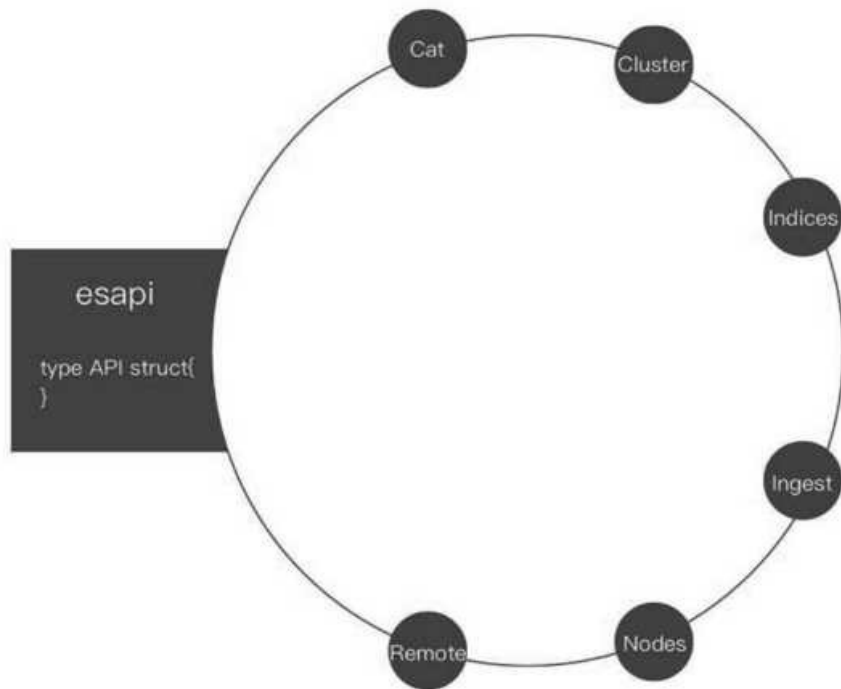 Cat
Cluster
Indices
esapi
type API struct{
}
Ingest
Nodes
Remote